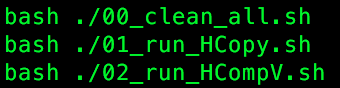 bash ./00_clean_all.sh
bash ./01_run_HCopy.sh
bash ./02_run_HCompV.sh